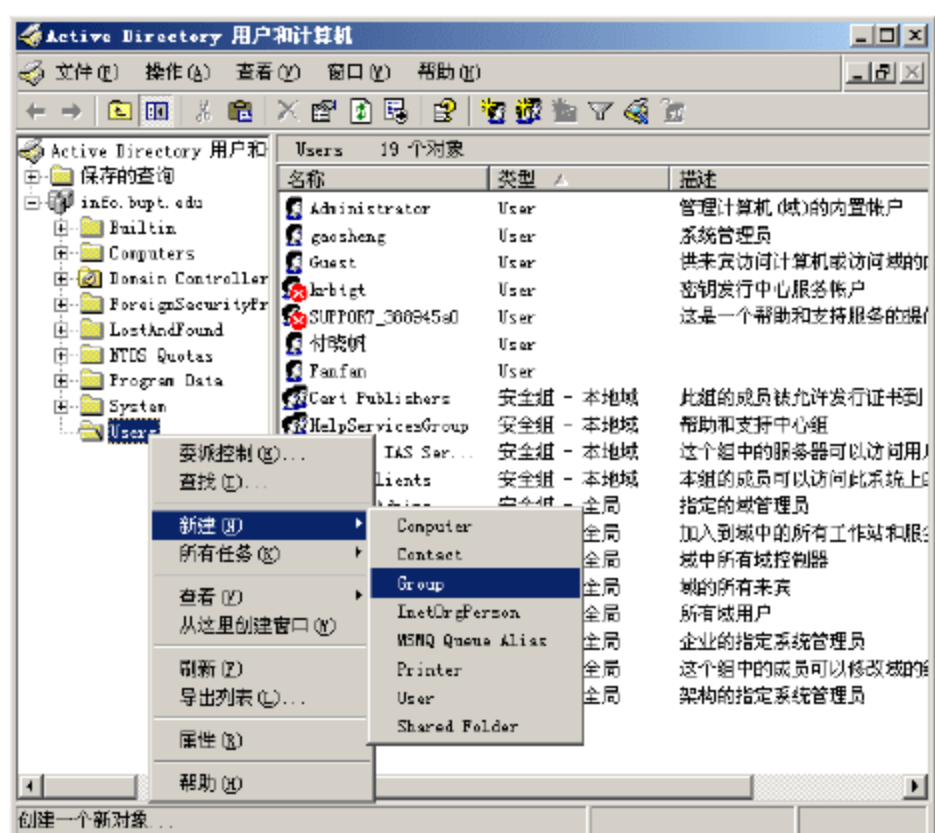 Active Directory 用户和计算机
文件(F) 操作(A) 查看(V) 窗口(W) 帮助(H)
Active Directory 用户和
保存的查询
info.bupt.edu
Builtin
Computers
Domain Controller
ForeignSecurityPr
LostAndFound
NTDS Quotas
Program Data
System
Users
Users 19 个对象
名称 类型 描述
Administrator User 管理计算机(域)的内置帐户
gaosheng User 系统管理员
Guest User 供来宾访问计算机或访问域的
krbtgt User 密钥发行中心服务帐户
SUPPORT_388945a0 User 这是一个帮助和支持服务的提
付晓帆 User
Fanfan User
Cert Publishers 安全组 - 本地域 此组的成员被允许发行证书到
HelpServicesGroup 安全组 - 本地域 帮助和支持中心组
IAS Ser... 安全组 - 本地域 这个组中的服务器可以访问用
lients 安全组 - 本地域 本组的成员可以访问此系统上
安全组 - 全局 指定的域管理员
全局 加入到域中的所有工作站和服
全局 域中所有域控制器
全局 域的所有来宾
全局 所有域用户
全局 企业的指定系统管理员
全局 这个组中的成员可以修改域的
全局 架构的指定系统管理员
委派控制(E)...
查找(I)...
新建(N)
所有任务(K)
查看(V)
从这里创建窗口(W)
刷新(F)
导出列表(L)...
属性(R)
帮助(H)
Computer
Contact
Group
InetOrgPerson
MSMQ Queue Alias
Printer
User
Shared Folder
创建一个新对象...